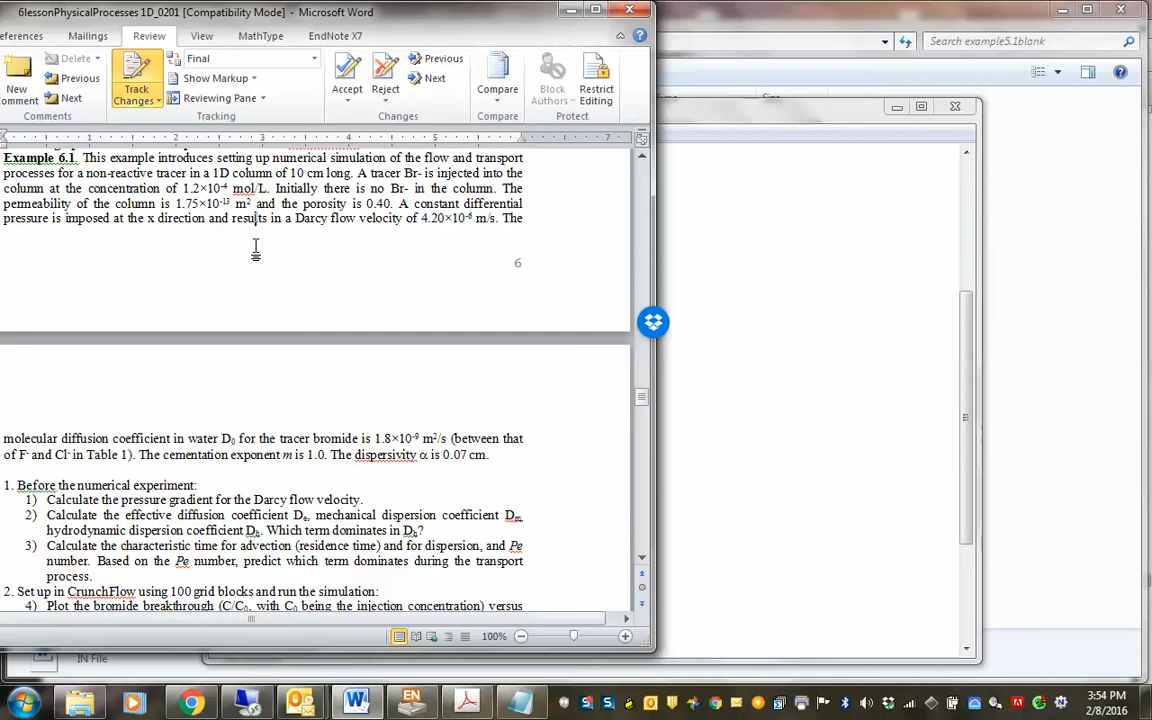 6lessonPhysicalProcesses 1D_0201 [Compatibility Mode] - Microsoft Word
eferences Mailings Review View MathType EndNote X7
Search example5.1blank
New Comment
Delete
Previous
Next
Comments
Track Changes
Final
Show Markup
Reviewing Pane
Tracking
Accept
Reject
Previous
Next
Changes
Compare
Compare
Block Authors
Restrict Editing
Protect
1 2 3 4 5 6 7
Example 6.1. This example introduces setting up numerical simulation of the flow and transport
processes for a non-reactive tracer in a 1D column of 10 cm long. A tracer Br- is injected into the
column at the concentration of 1.2×10⁻⁴ mol/L. Initially there is no Br- in the column. The
permeability of the column is 1.75×10⁻¹³ m² and the porosity is 0.40. A constant differential
pressure is imposed at the x direction and results in a Darcy flow velocity of 4.20×10⁻⁶ m/s. The
6
molecular diffusion coefficient in water D₀ for the tracer bromide is 1.8×10⁻⁹ m²/s (between that
of F⁻ and Cl⁻ in Table 1). The cementation exponent m is 1.0. The dispersivity α is 0.07 cm.
1. Before the numerical experiment:
1) Calculate the pressure gradient for the Darcy flow velocity.
2) Calculate the effective diffusion coefficient Dₑ, mechanical dispersion coefficient Dₘ,
hydrodynamic dispersion coefficient Dₕ. Which term dominates in Dₕ?
3) Calculate the characteristic time for advection (residence time) and for dispersion, and Pe
number. Based on the Pe number, predict which term dominates during the transport
process.
2. Set up in CrunchFlow using 100 grid blocks and run the simulation:
4) Plot the bromide breakthrough (C/C₀, with C₀ being the injection concentration) versus
100%
IN File
3:54 PM
2/8/2016